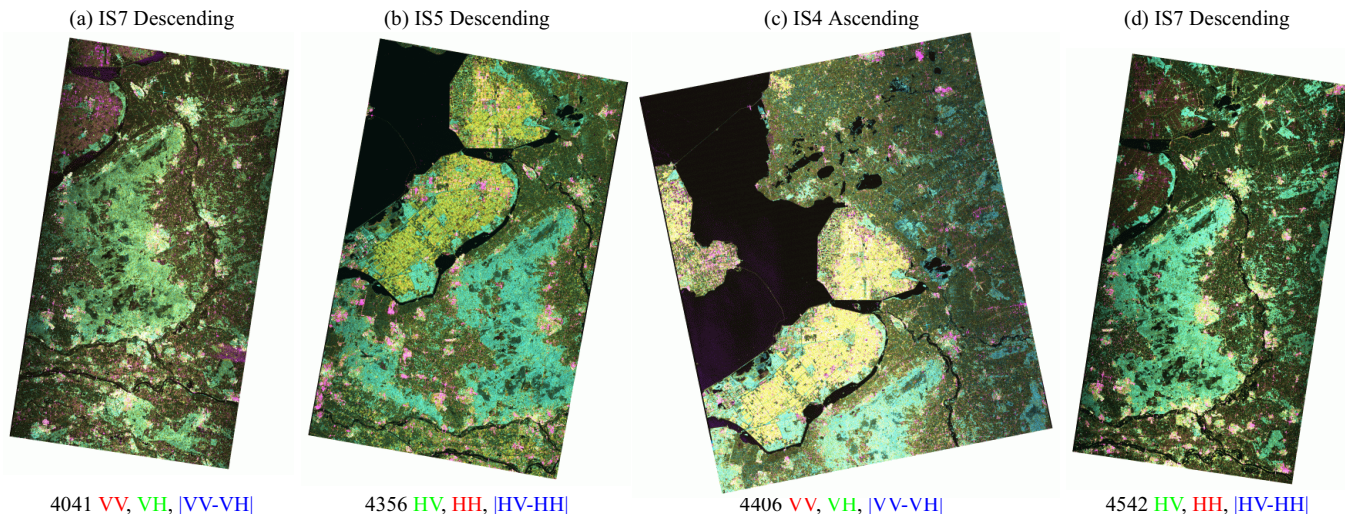 (a) IS7 Descending
(b) IS5 Descending
(c) IS4 Ascending
(d) IS7 Descending
4041 VV, VH, |VV-VH|
4356 HV, HH, |HV-HH|
4406 VV, VH, |VV-VH|
4542 HV, HH, |HV-HH|